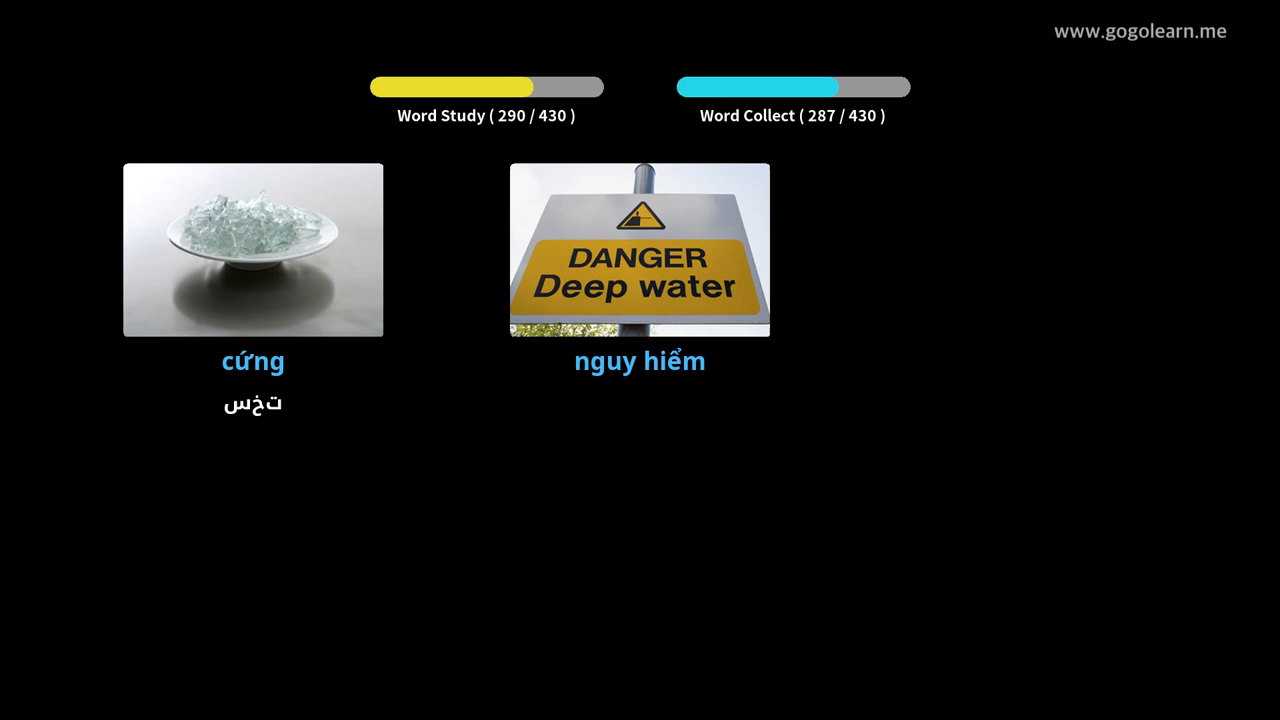 www.gogolearn.me
Word Study ( 290 / 430 )
Word Collect ( 287 / 430 )
DANGER
Deep water
cứng
nguy hiểm
سخت